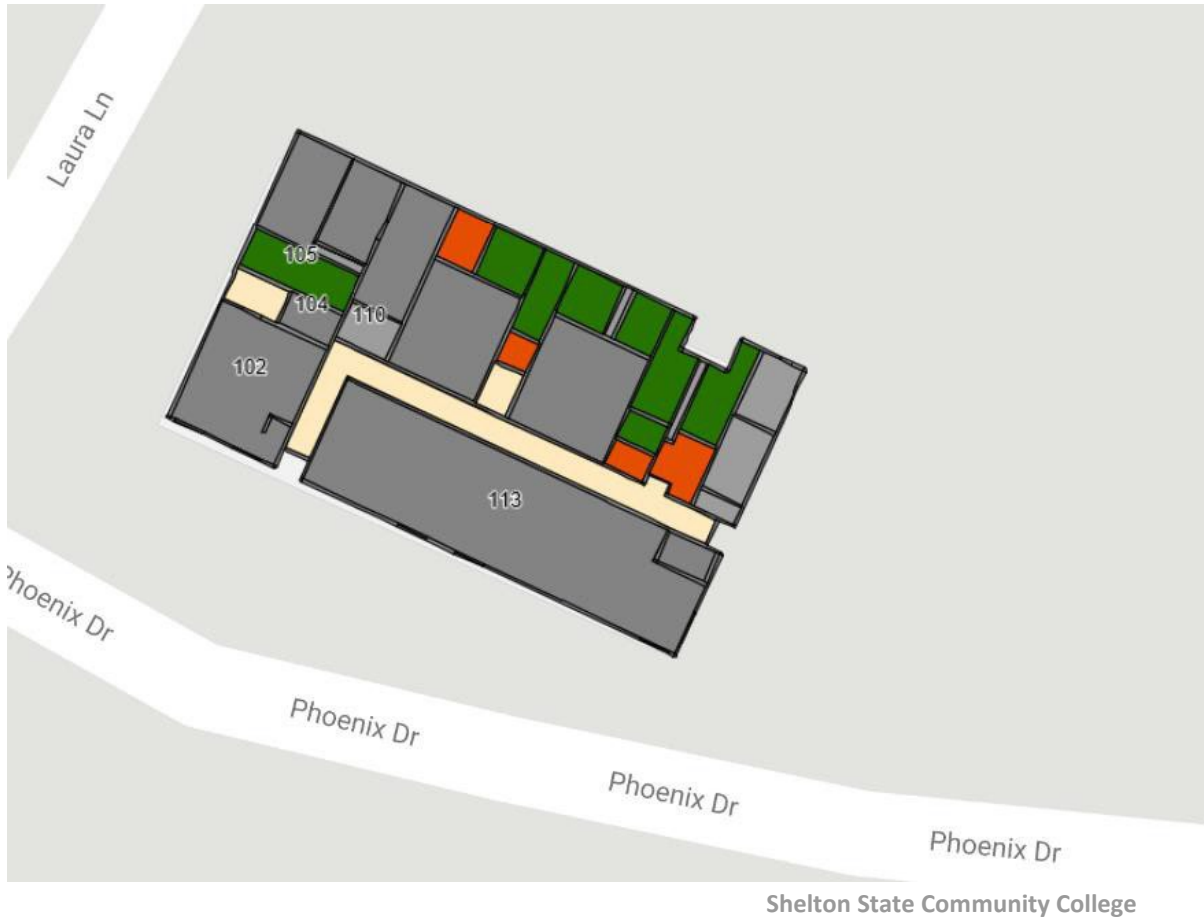 Laura Ln
105
104
110
102
113
Phoenix Dr
Phoenix Dr
Phoenix Dr
Phoenix Dr
Shelton State Community College